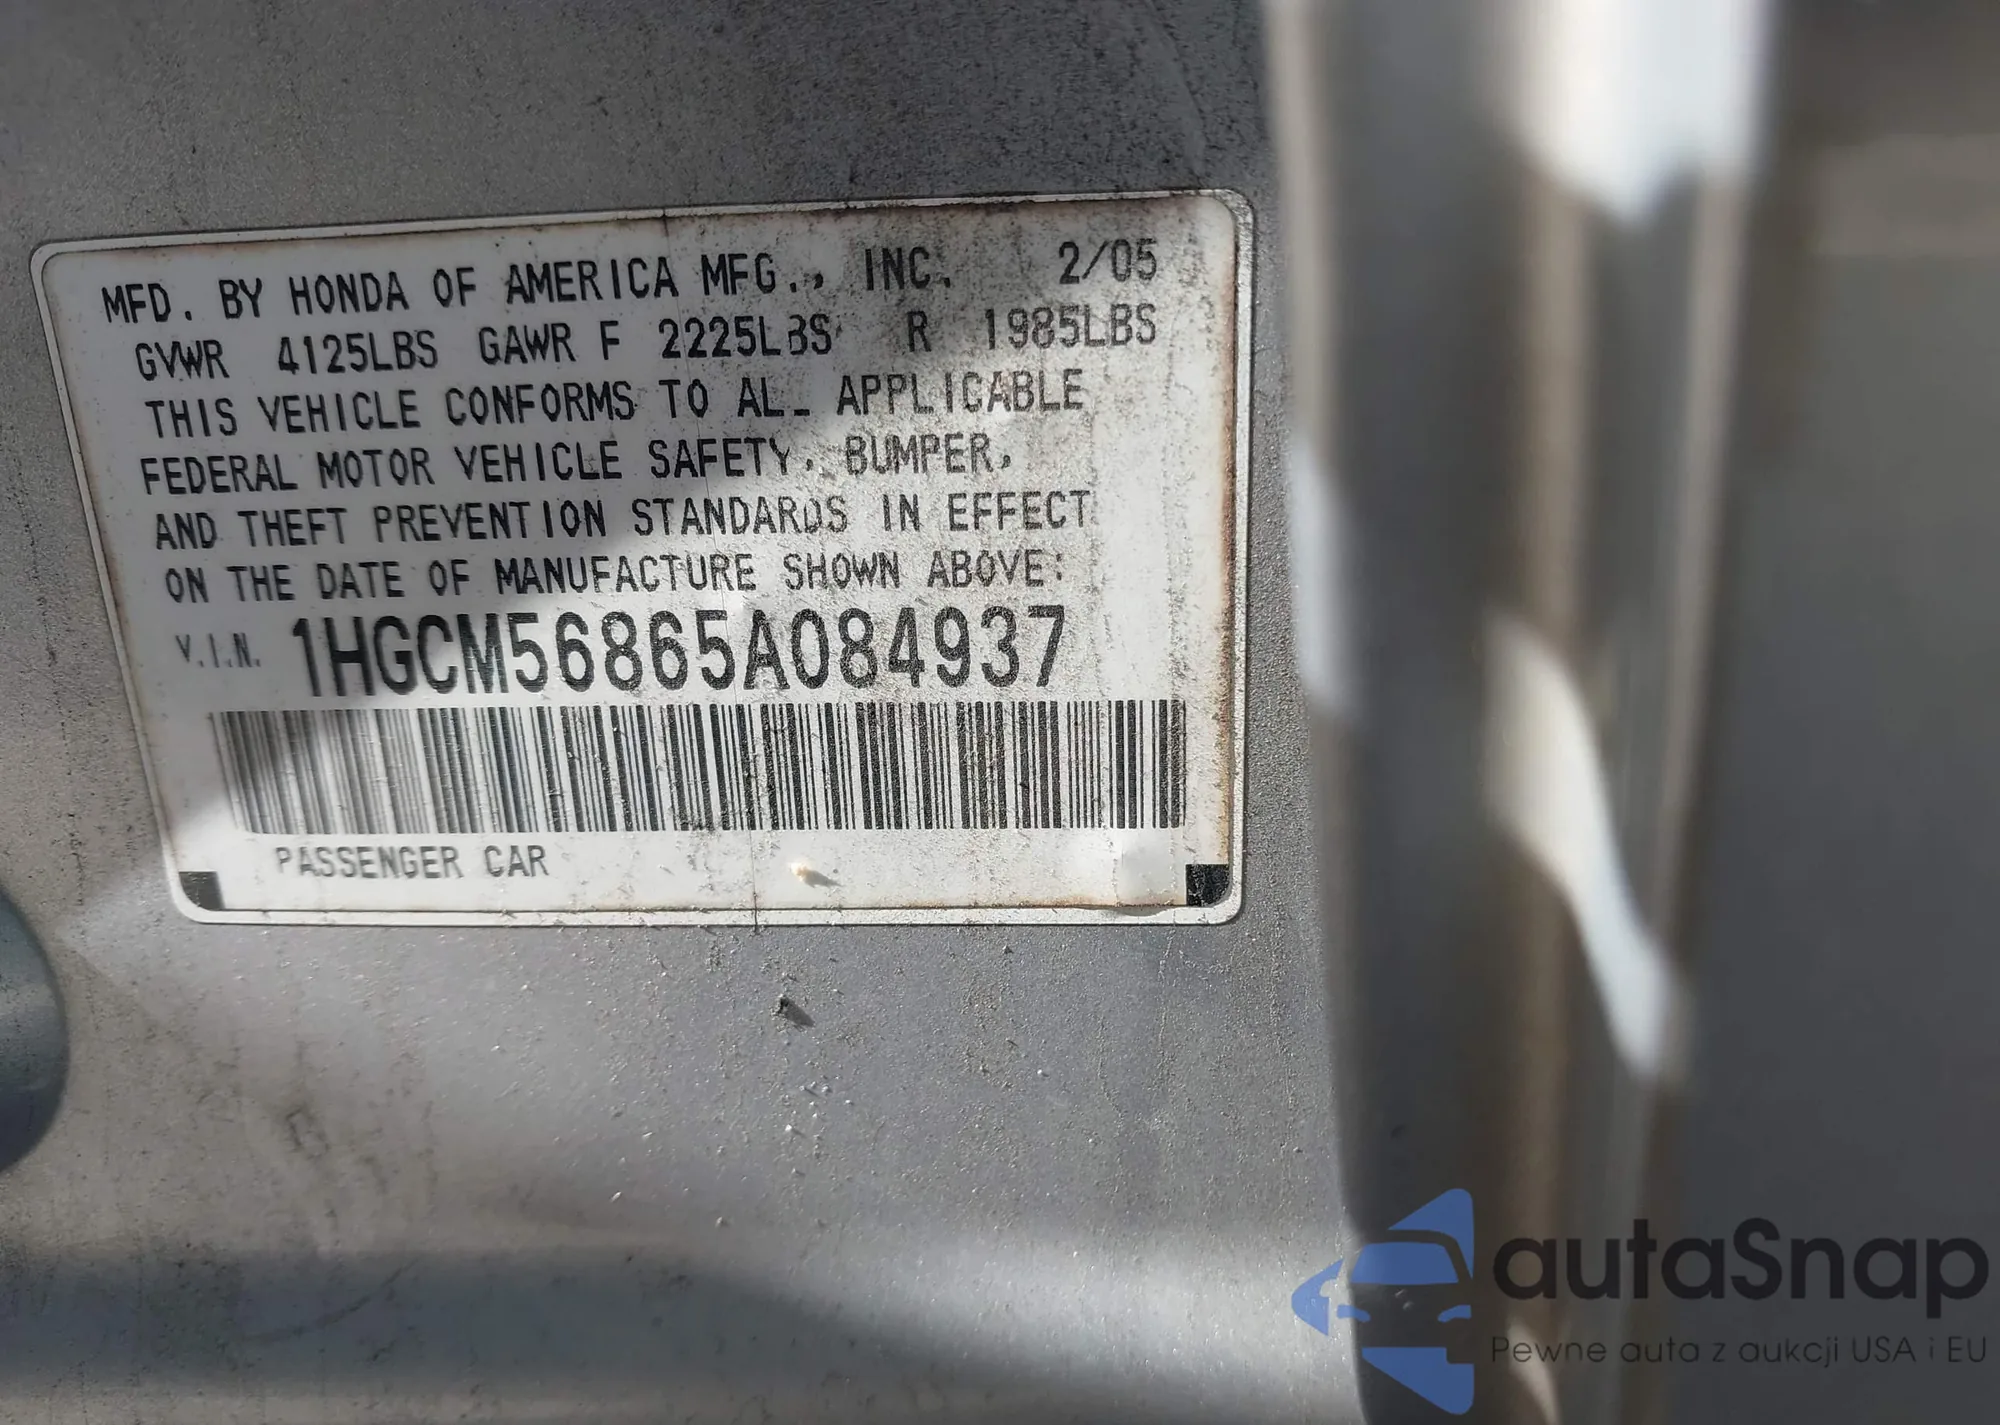 MFD. BY HONDA OF AMERICA MFG., INC. 2/05
GVWR 4125LBS GAWR F 2225LBS R 1985LBS
THIS VEHICLE CONFORMS TO ALL APPLICABLE
FEDERAL MOTOR VEHICLE SAFETY, BUMPER,
AND THEFT PREVENTION STANDARDS IN EFFECT
ON THE DATE OF MANUFACTURE SHOWN ABOVE:
V.I.N. 1HGCM56865A084937
PASSENGER CAR
autaSnap
Pewne auta z aukcji USA i EU